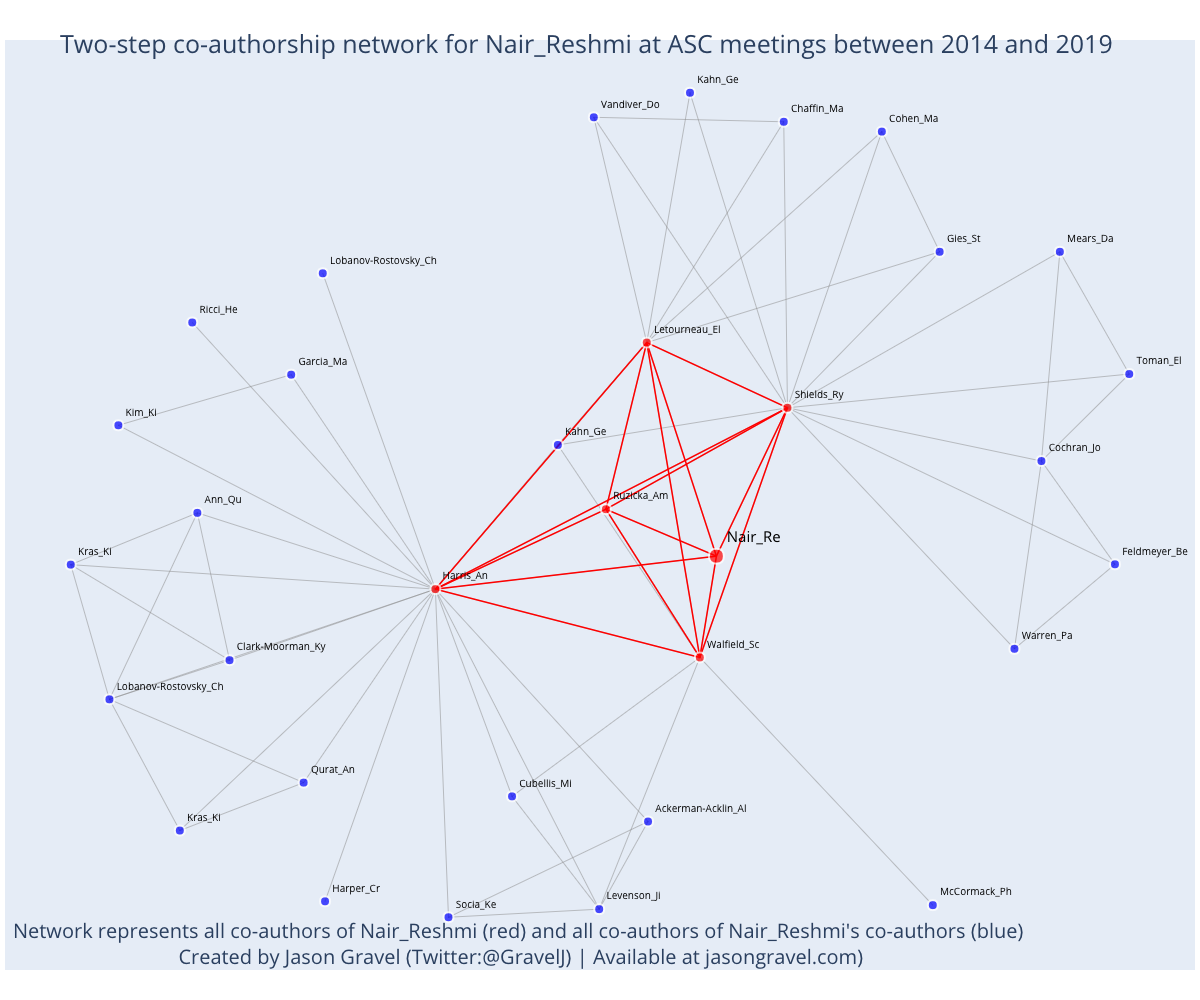 Two-step co-authorship network for Nair_Reshmi at ASC meetings between 2014 and 2019
Kahn_Ge
Vandiver_Do
Chaffin_Ma
Cohen_Ma
Gies_St
Mears_Da
Lobanov-Rostovsky_Ch
Ricci_He
Letourneau_El
Garcia_Ma
Toman_El
Shields_Ry
Kim_Ki
Kahn_Ge
Cochran_Jo
Ruzicka_Am
Ann_Qu
Nair_Re
Kras_Ki
Feldmeyer_Be
Harris_An
Warren_Pa
Clark-Moorman_Ky
Walfield_Sc
Lobanov-Rostovsky_Ch
Qurat_An
Cubellis_Mi
Ackerman-Acklin_Al
Kras_Ki
Harper_Cr
McCormack_Ph
Levenson_Ji
Socia_Ke
Network represents all co-authors of Nair_Reshmi (red) and all co-authors of Nair_Reshmi's co-authors (blue)
Created by Jason Gravel (Twitter:@GravelJ) | Available at jasongravel.com)